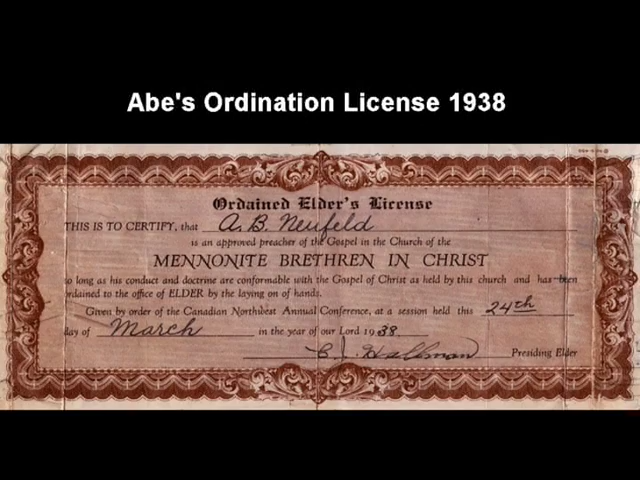 Abe's Ordination License 1938
Ordained Elder's License
THIS IS TO CERTIFY, that A. B. Neufeld
is an approved preacher of the Gospel in the Church of the
MENNONITE BRETHREN IN CHRIST
so long as his conduct and doctrine are conformable with the Gospel of Christ as held by this church and has been
ordained to the office of ELDER by the laying on of hands.
Given by order of the Canadian Northwest Annual Conference, at a session held this 24th
day of March in the year of our Lord 1938
C. J. Hallman Presiding Elder